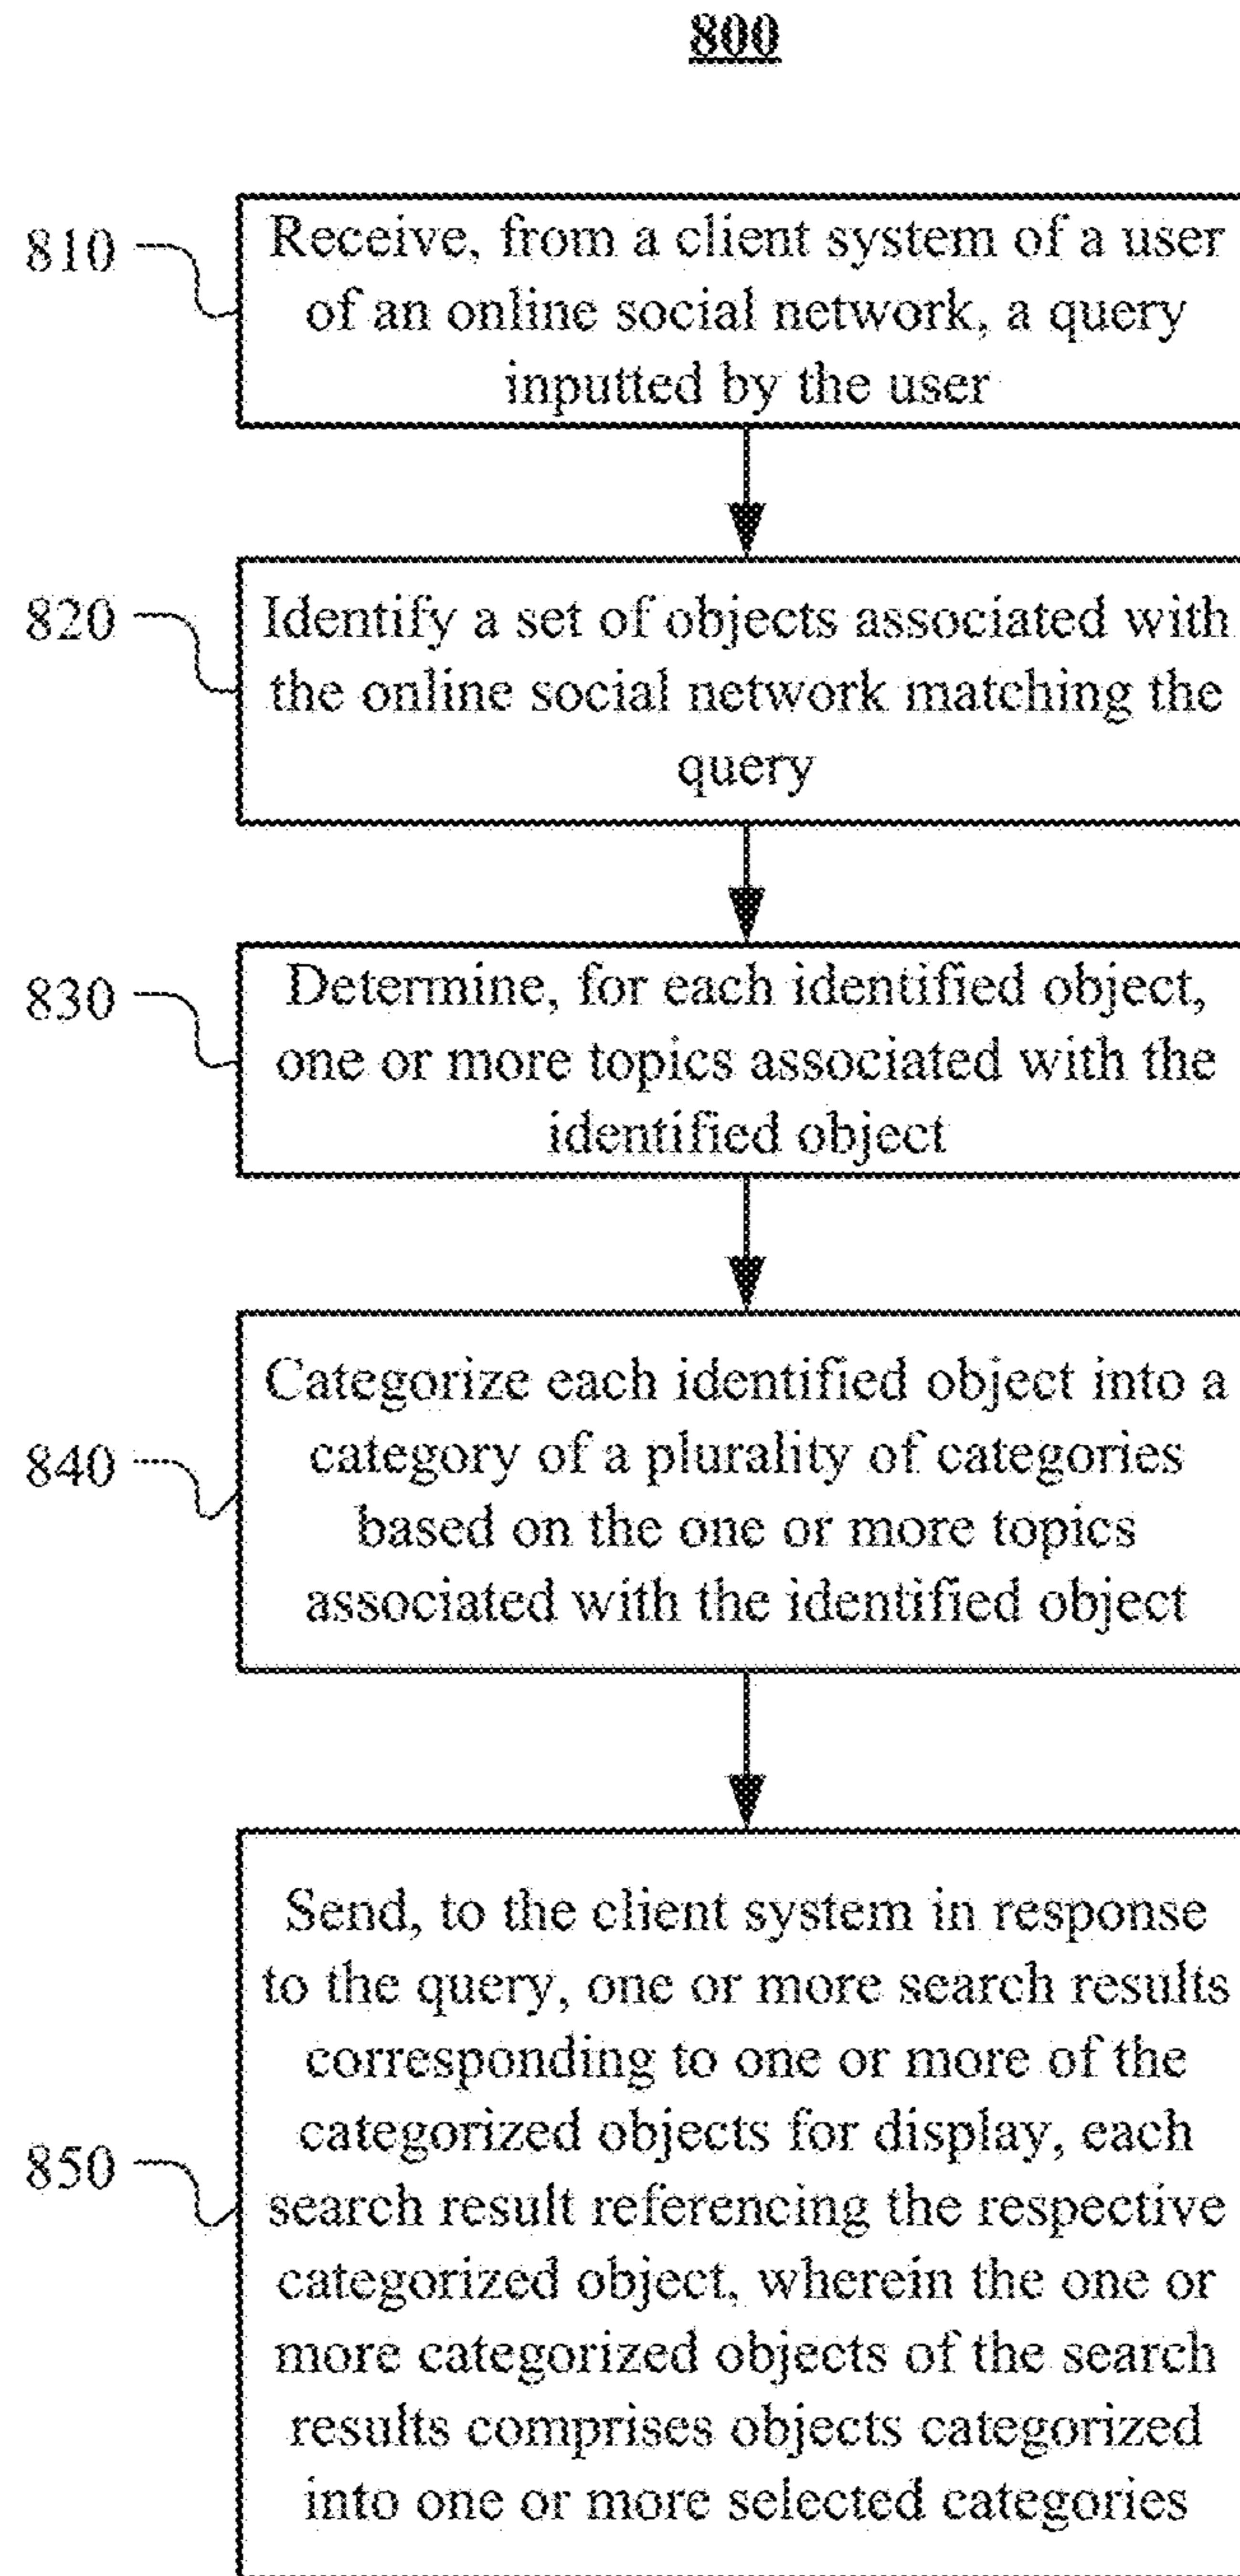 800
810
Receive, from a client system of a user
of an online social network, a query
inputted by the user
820
Identify a set of objects associated with
the online social network matching the
query
830
Determine, for each identified object,
one or more topics associated with the
identified object
840
Categorize each identified object into a
category of a plurality of categories
based on the one or more topics
associated with the identified object
850
Send, to the client system in response
to the query, one or more search results
corresponding to one or more of the
categorized objects for display, each
search result referencing the respective
categorized object, wherein the one or
more categorized objects of the search
results comprises objects categorized
into one or more selected categories